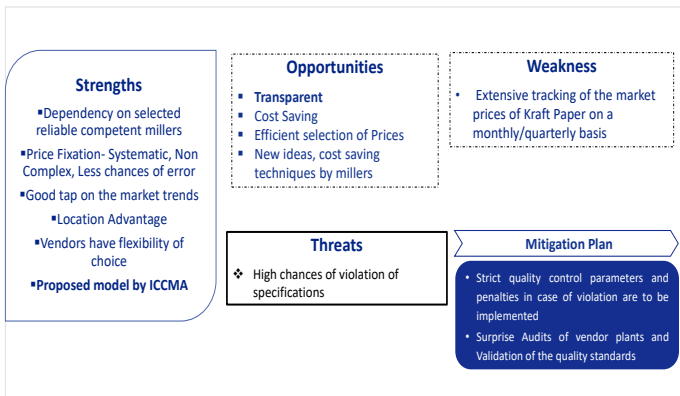 Strengths
▪Dependency on selected
reliable competent millers
▪Price Fixation- Systematic, Non
Complex, Less chances of error
▪Good tap on the market trends
▪Location Advantage
▪Vendors have flexibility of
choice
▪Proposed model by ICCMA
Opportunities
▪ Transparent
▪ Cost Saving
▪ Efficient selection of Prices
▪ New ideas, cost saving
techniques by millers
Weakness
• Extensive tracking of the market
prices of Kraft Paper on a
monthly/quarterly basis
Threats
❖ High chances of violation of
specifications
Mitigation Plan
• Strict quality control parameters and
penalties in case of violation are to be
implemented
• Surprise Audits of vendor plants and
Validation of the quality standards